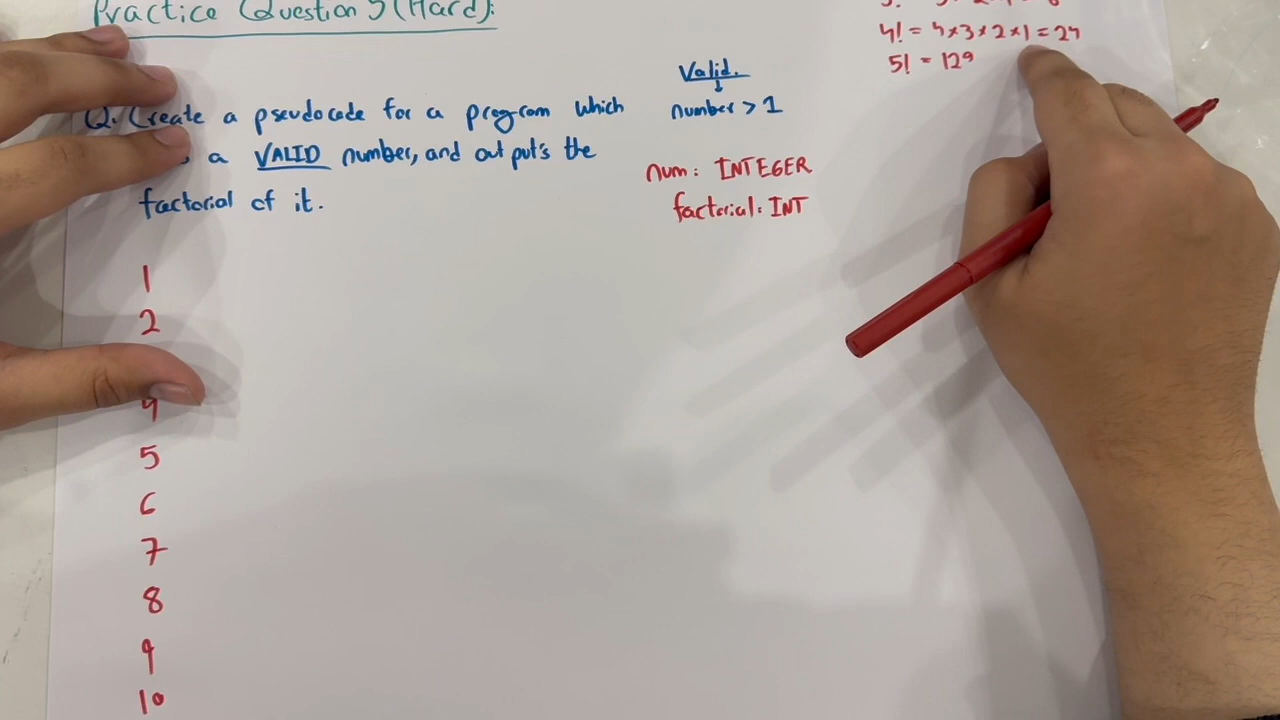 Practice Question 5 (Hard):
4! = 4×3×2×1 = 24
5! = 129
Valid.
↓
number > 1
Q. Create a pseudocode for a program which
a VALID number, and output's the
factorial of it.
num: INTEGER
factorial: INT
1
2
4
5
6
7
8
9
10